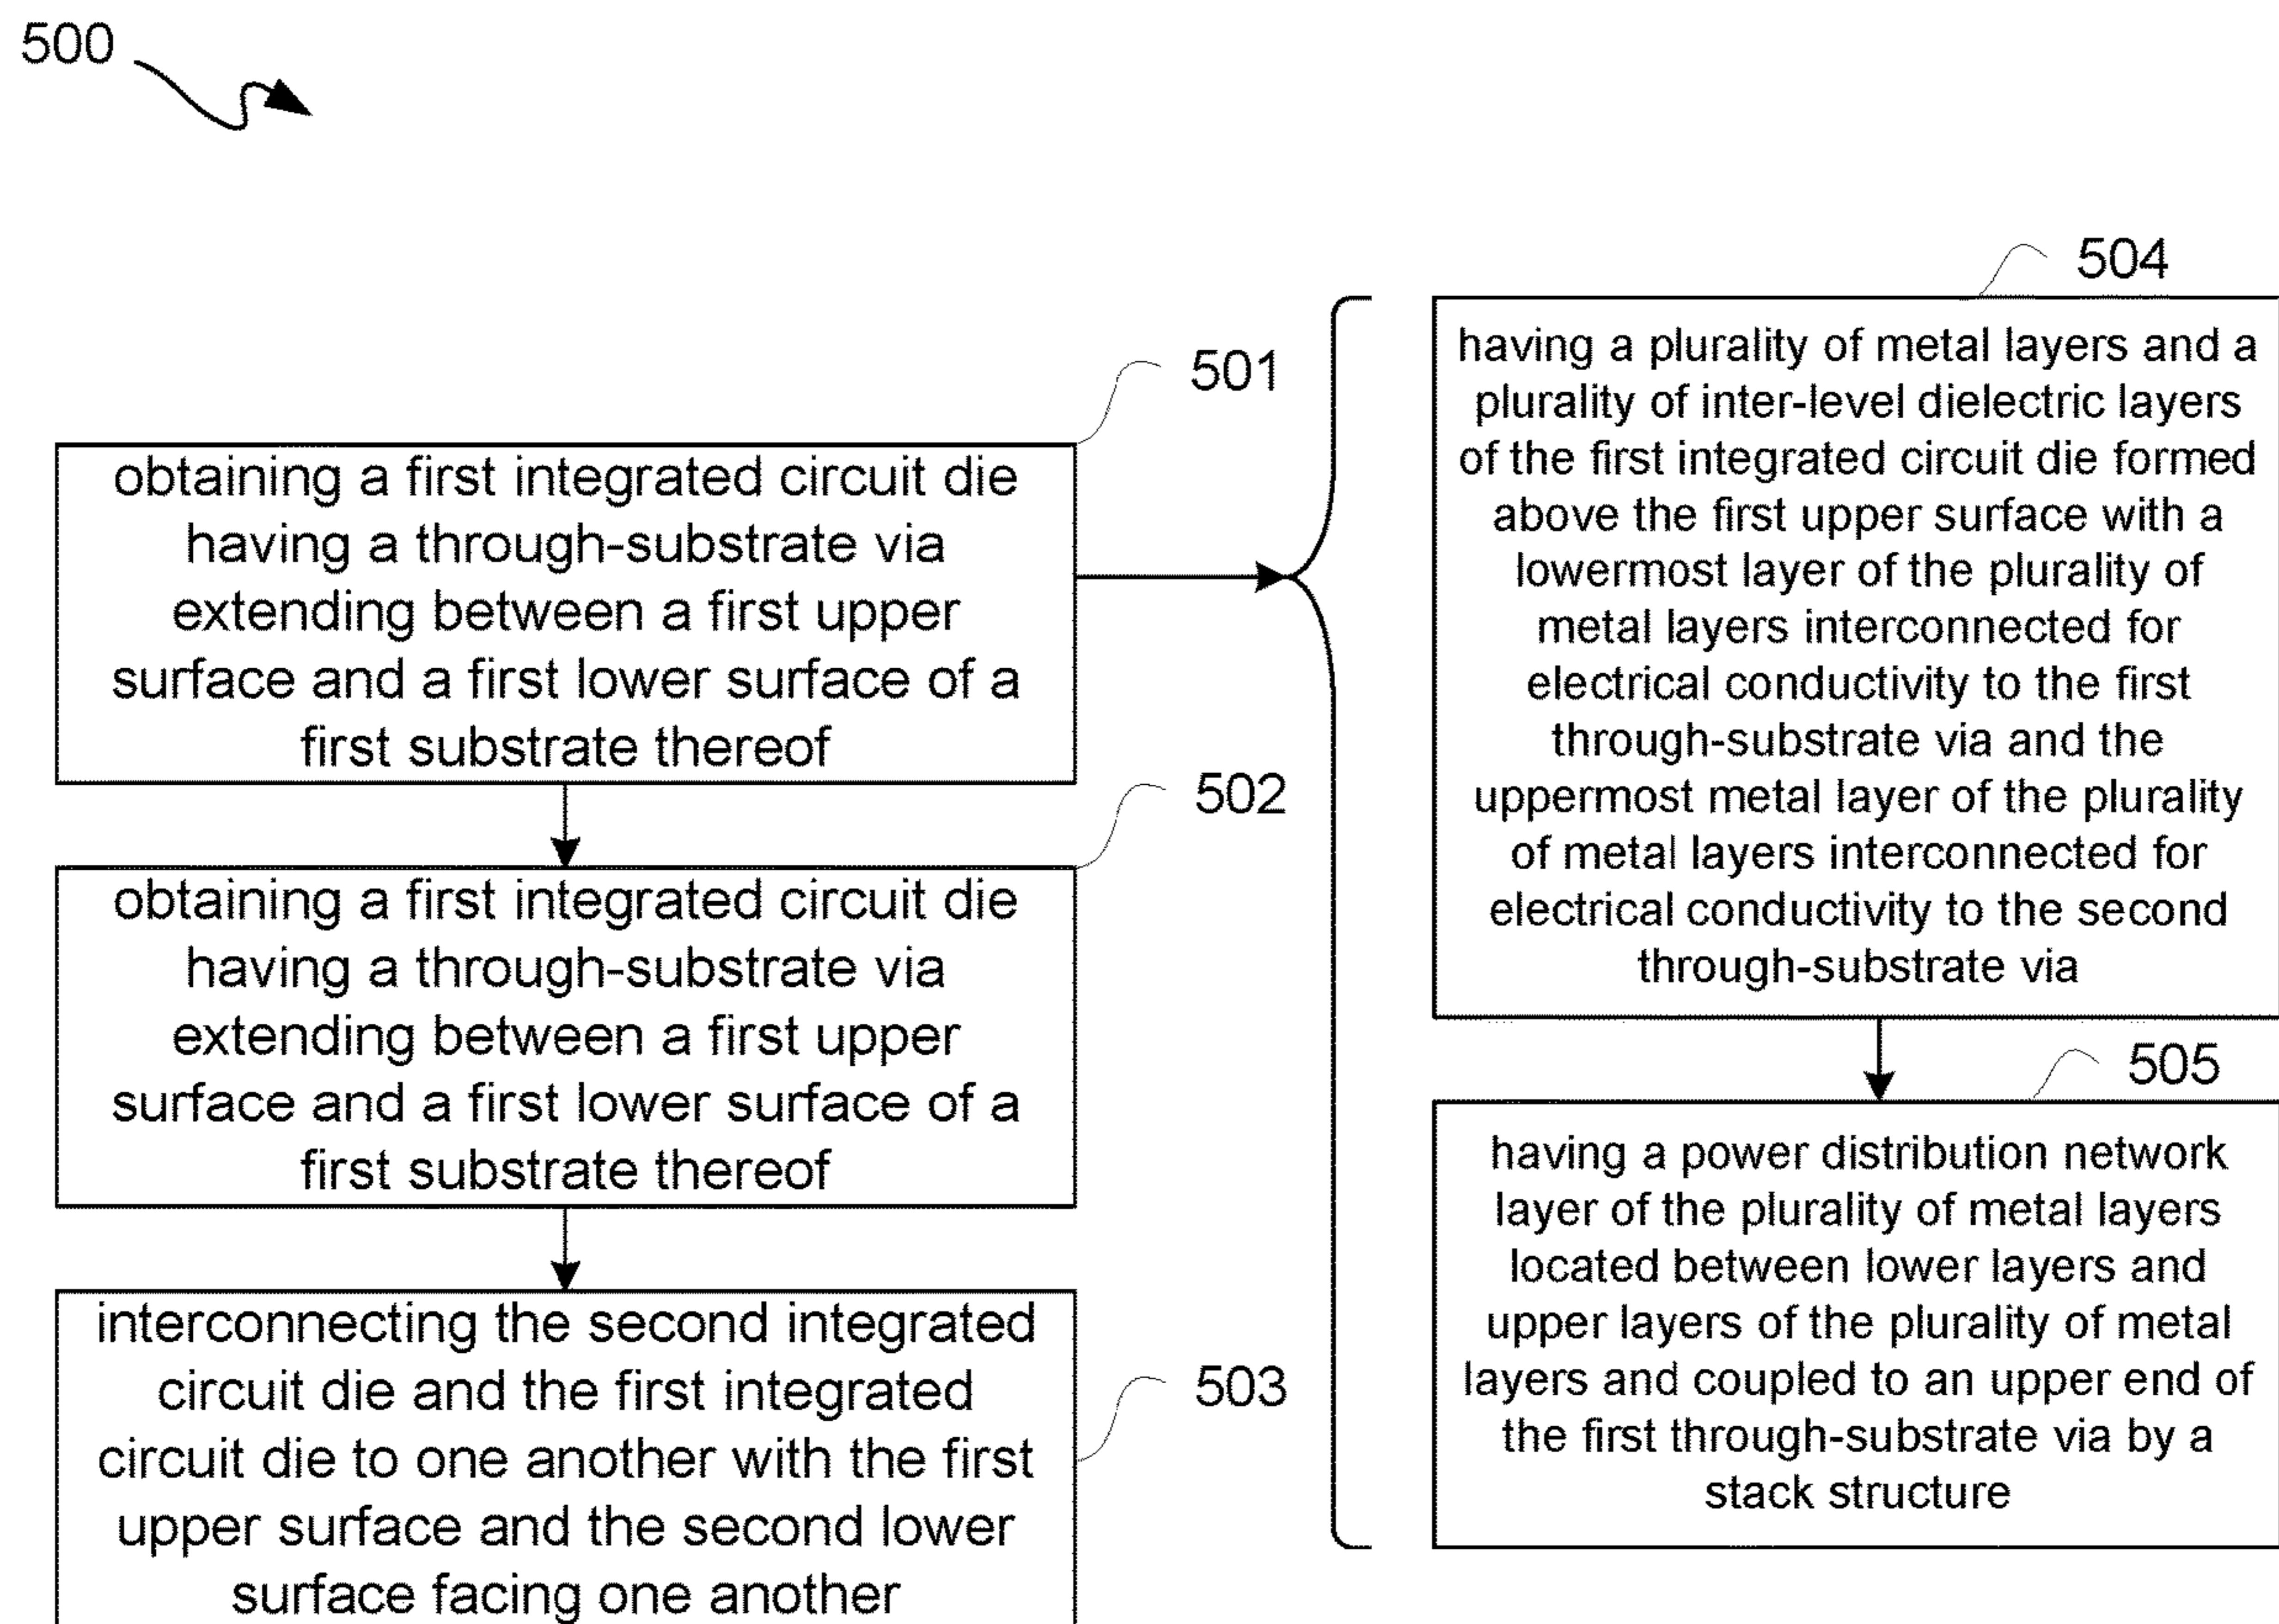 500
501
obtaining a first integrated circuit die
having a through-substrate via
extending between a first upper
surface and a first lower surface of a
first substrate thereof
502
obtaining a first integrated circuit die
having a through-substrate via
extending between a first upper
surface and a first lower surface of a
first substrate thereof
503
interconnecting the second integrated
circuit die and the first integrated
circuit die to one another with the first
upper surface and the second lower
surface facing one another
504
having a plurality of metal layers and a
plurality of inter-level dielectric layers
of the first integrated circuit die formed
above the first upper surface with a
lowermost layer of the plurality of
metal layers interconnected for
electrical conductivity to the first
through-substrate via and the
uppermost metal layer of the plurality
of metal layers interconnected for
electrical conductivity to the second
through-substrate via
505
having a power distribution network
layer of the plurality of metal layers
located between lower layers and
upper layers of the plurality of metal
layers and coupled to an upper end of
the first through-substrate via by a
stack structure